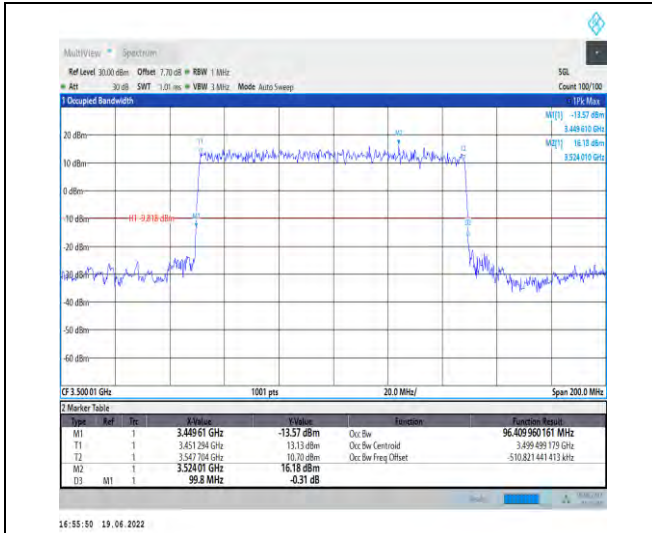 MultiView Spectrum
Ref Level 30.00 dBm Offset 7.70 dB RBW 1 MHz SGL
Att 30 dB SWT 1.01 ms VBW 3 MHz Mode Auto Sweep Count 100/100
1 Occupied Bandwidth 1Pk Max
M1[1] -13.57 dBm
3.449 610 GHz
M2[1] 16.18 dBm
3.524 010 GHz
20 dBm
T1
M2
T2
10 dBm
0 dBm
-10 dBm
H1 -9.818 dBm
M1
D3
-20 dBm
-30 dBm
-40 dBm
-50 dBm
-60 dBm
CF 3.500 01 GHz 1001 pts 20.0 MHz/ Span 200.0 MHz
2 Marker Table
Type Ref Trc X-Value Y-Value Function Function Result
M1 1 3.449 61 GHz -13.57 dBm Occ Bw 96.409 960 161 MHz
T1 1 3.451 294 GHz 13.13 dBm Occ Bw Centroid 3.499 499 179 GHz
T2 1 3.547 704 GHz 10.70 dBm Occ Bw Freq Offset -510.821 441 413 kHz
M2 1 3.524 01 GHz 16.18 dBm
D3 M1 1 99.8 MHz -0.31 dB
16:55:50 19.06.2022